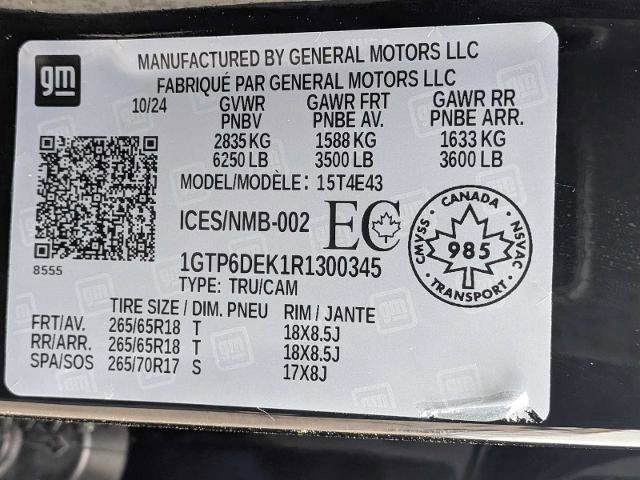 gm
MANUFACTURED BY GENERAL MOTORS LLC
FABRIQUÉ PAR GENERAL MOTORS LLC
10/24 GVWR GAWR FRT GAWR RR
PNBV PNBE AV. PNBE ARR.
2835 KG 1588 KG 1633 KG
6250 LB 3500 LB 3600 LB
MODEL/MODÈLE: 15T4E43
ICES/NMB-002 EC
CANADA
CMVSS 985 NSVAC
TRANSPORT
8555
1GTP6DEK1R1300345
TYPE: TRU/CAM
TIRE SIZE / DIM. PNEU RIM / JANTE
FRT/AV. 265/65R18 T 18X8.5J
RR/ARR. 265/65R18 T 18X8.5J
SPA/SOS 265/70R17 S 17X8J